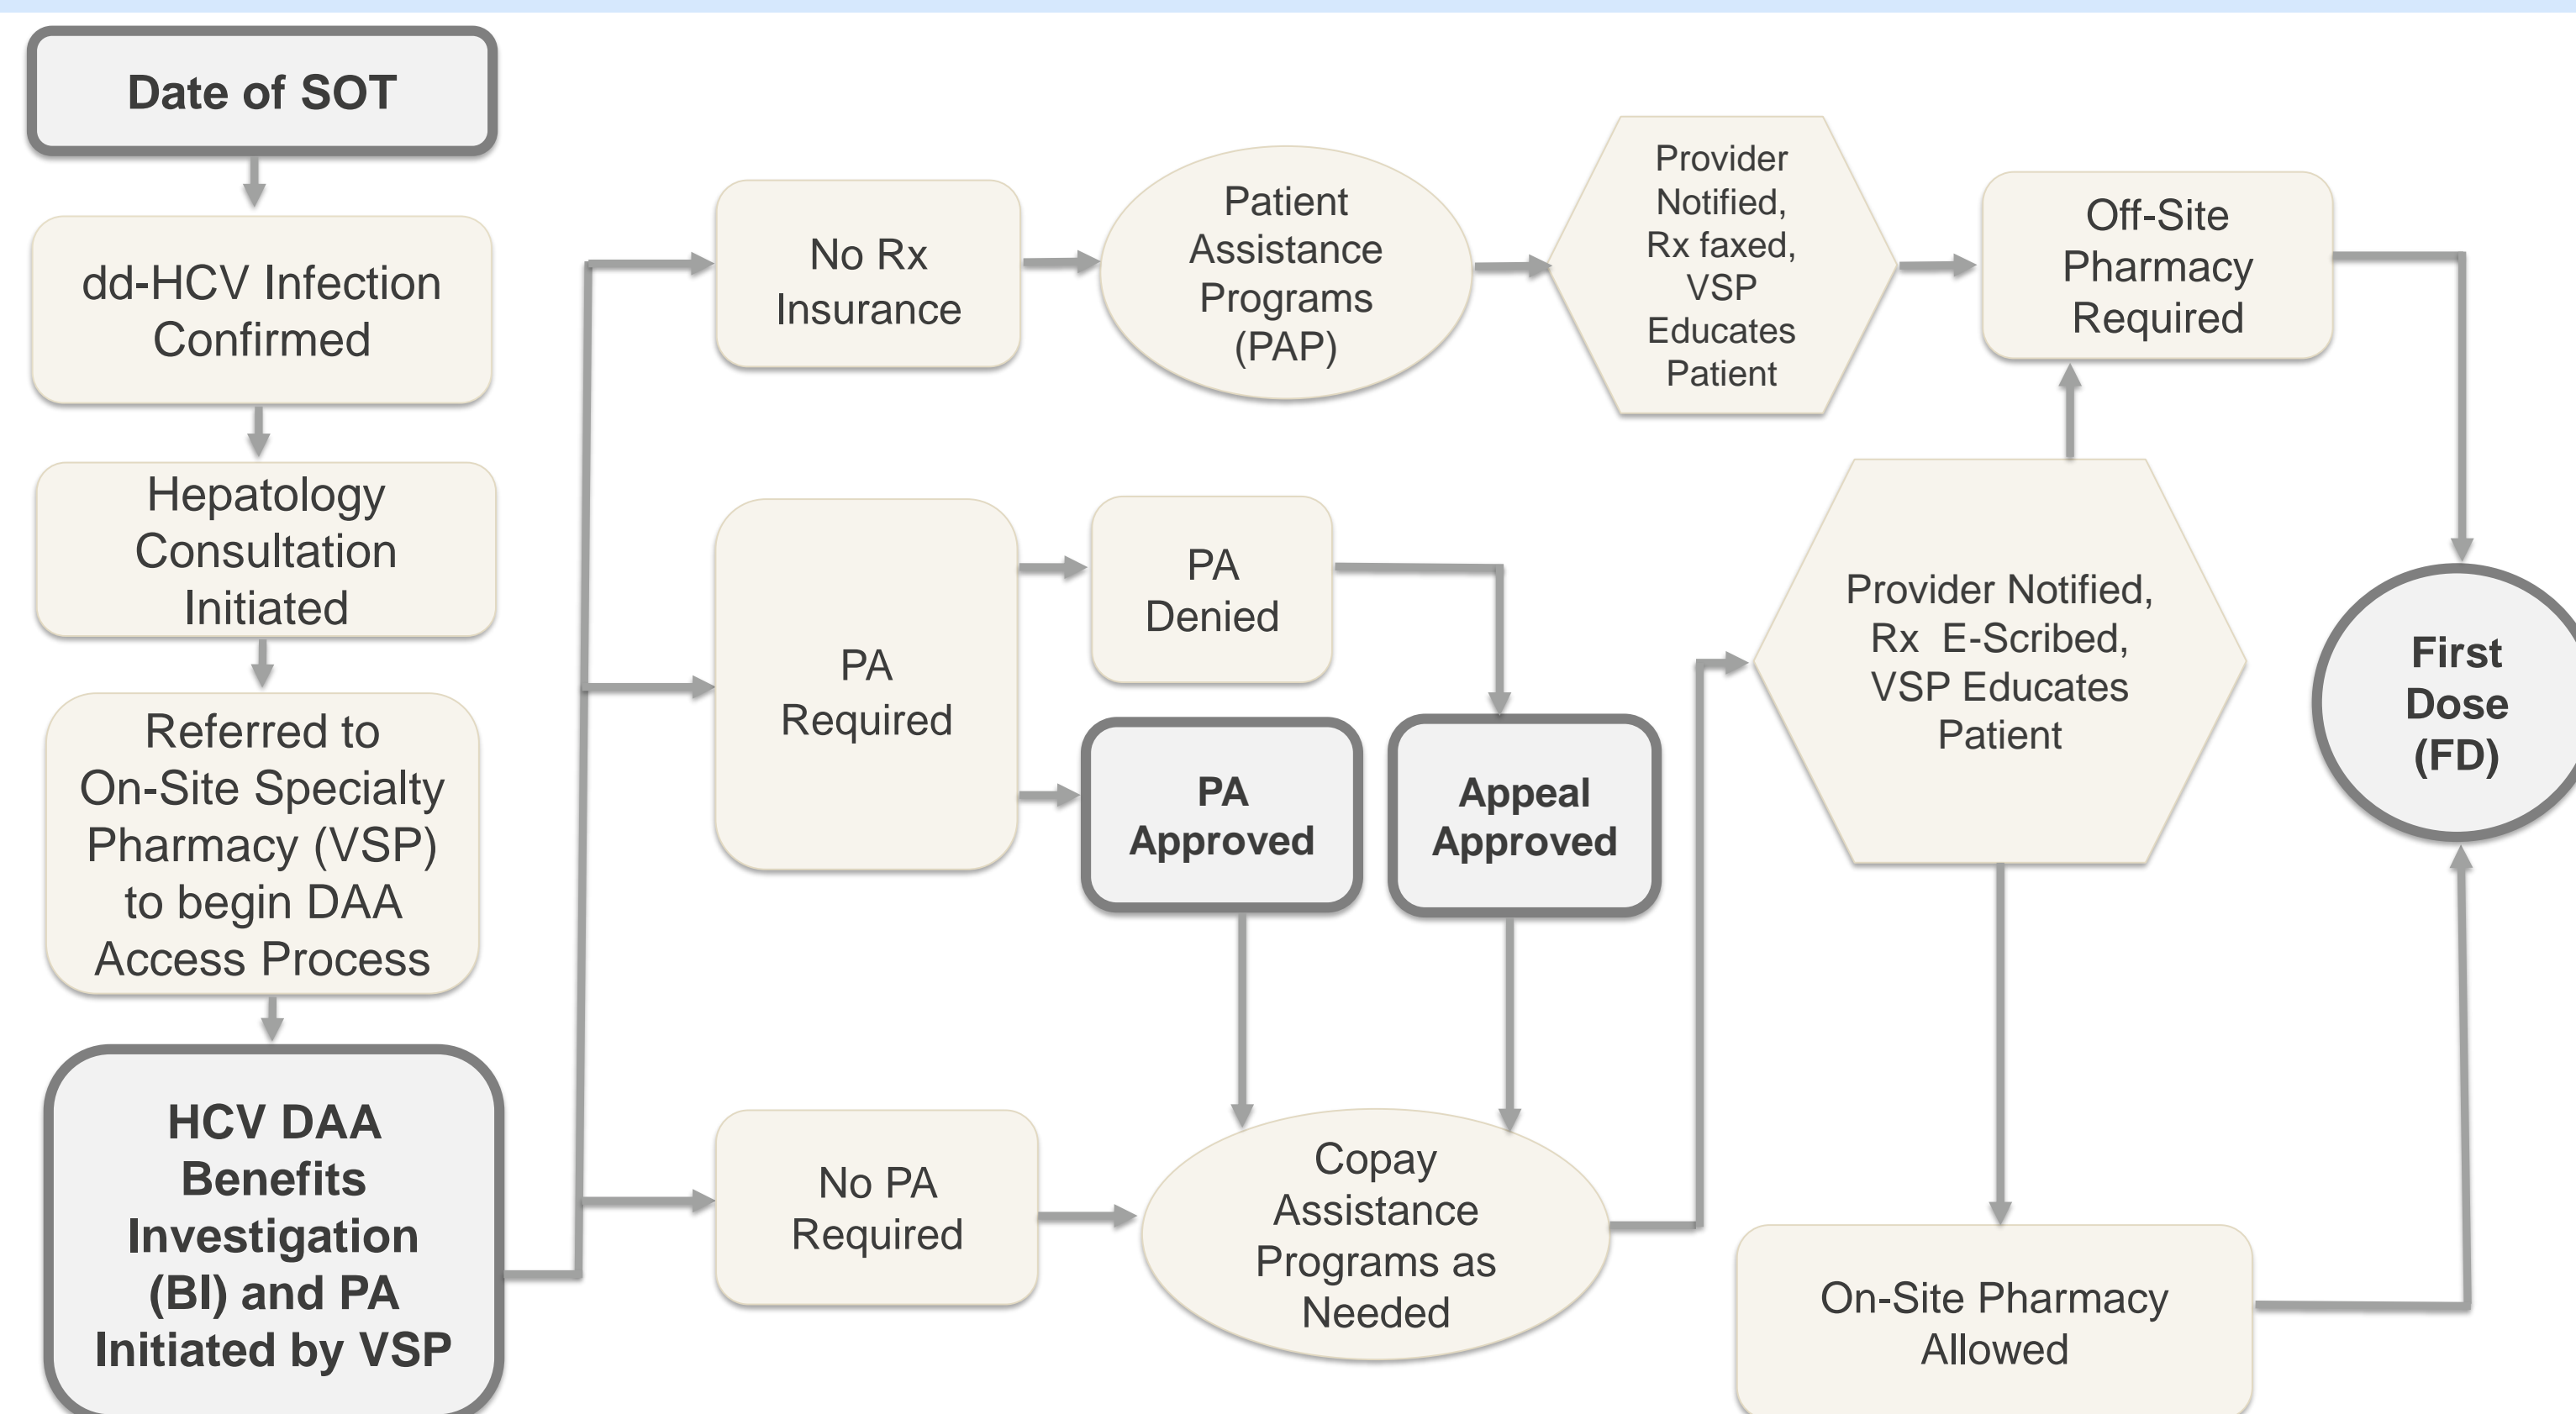 Date of SOT
dd-HCV Infection
Confirmed
Hepatology
Consultation
Initiated
Referred to
On-Site Specialty
Pharmacy (VSP)
to begin DAA
Access Process
HCV DAA
Benefits
Investigation
(BI) and PA
Initiated by VSP
No Rx
Insurance
Patient
Assistance
Programs
(PAP)
Provider
Notified,
Rx faxed,
VSP
Educates
Patient
Off-Site
Pharmacy
Required
PA
Required
PA
Denied
PA
Approved
Appeal
Approved
No PA
Required
Copay
Assistance
Programs as
Needed
Provider Notified,
Rx E-Scribed,
VSP Educates
Patient
On-Site Pharmacy
Allowed
First
Dose
(FD)